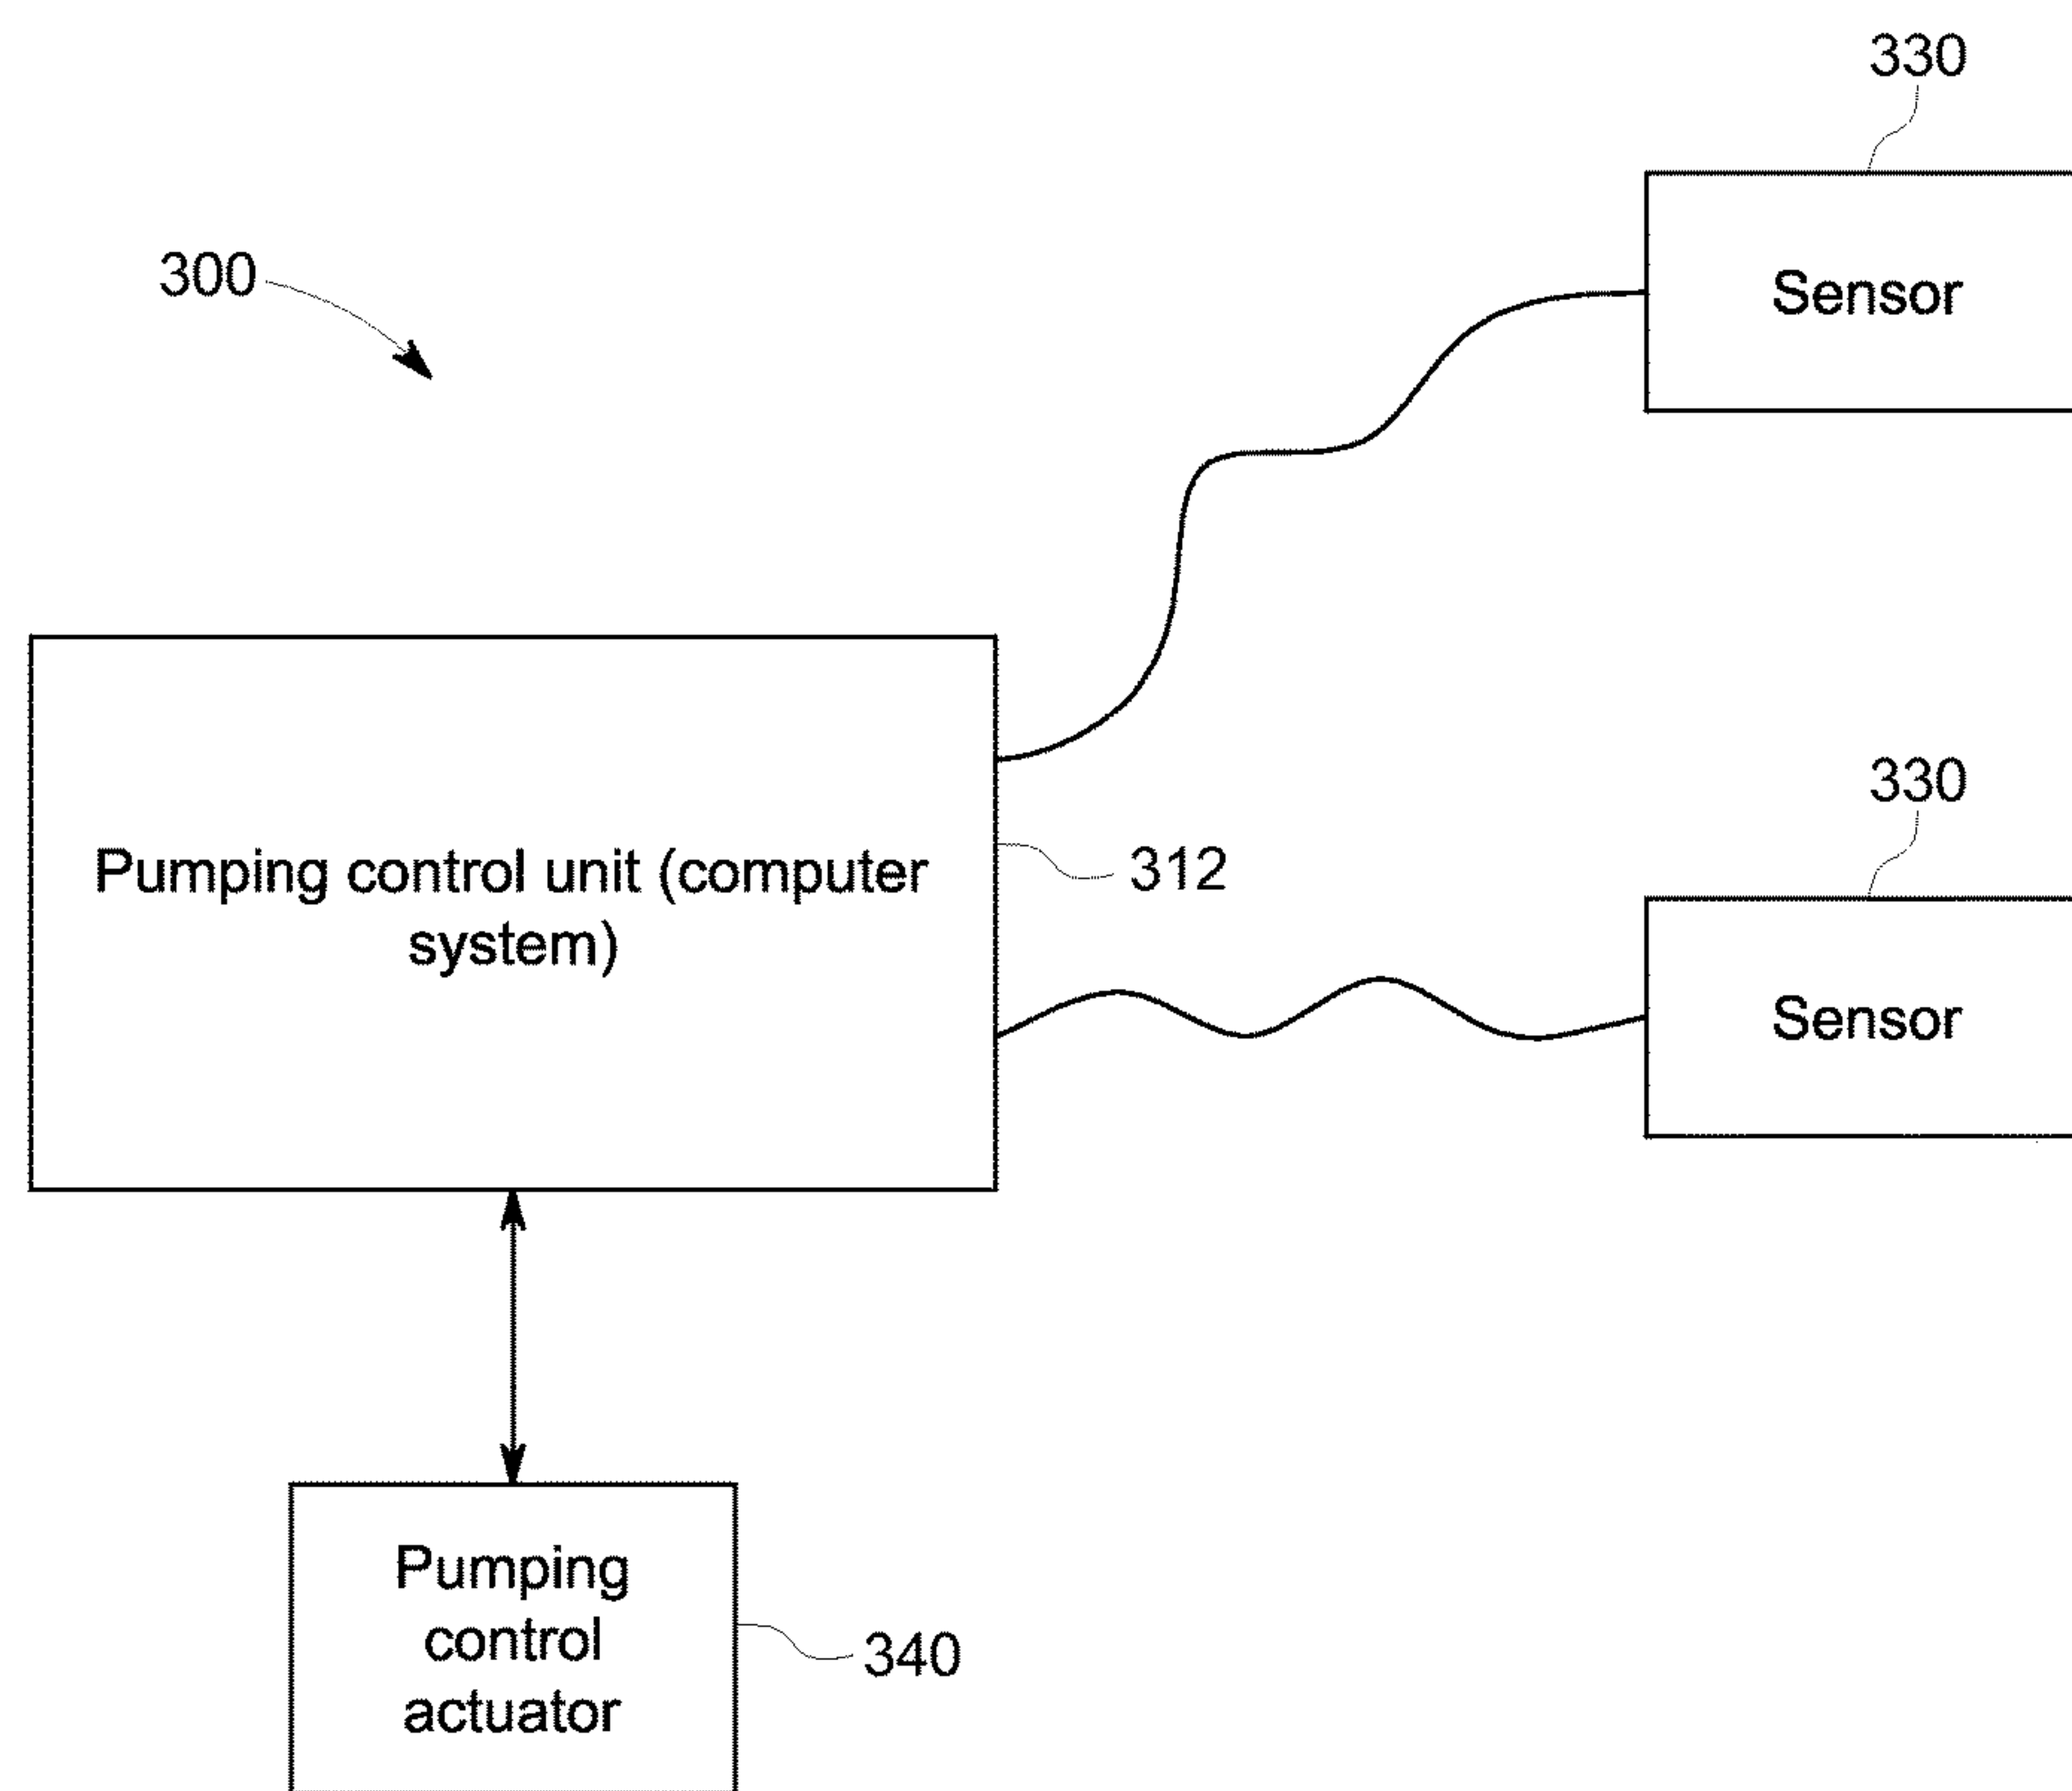 330
300
Sensor
330
Pumping control unit (computer
system)
312
Sensor
Pumping
control
actuator
340